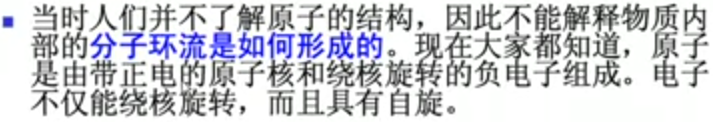 当时人们并不了解原子的结构，因此不能解释物质内
部的分子环流是如何形成的。现在大家都知道，原子
是由带正电的原子核和绕核旋转的负电子组成。电子
不仅能绕核旋转，而且具有自旋。